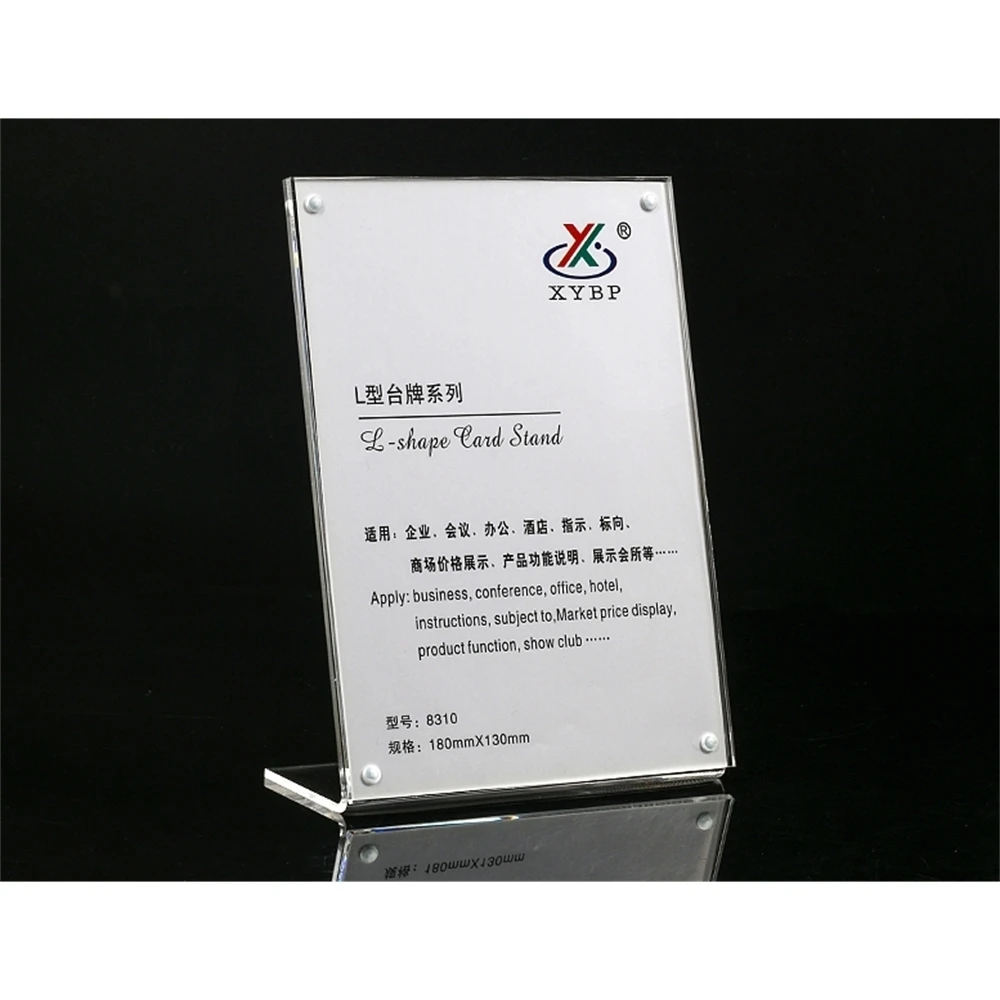 ®
XYBP
L型台牌系列
L-shape Card Stand
适用：企业、会议、办公、酒店、指示、标向、
商场价格展示、产品功能说明、展示会所等……
Apply: business, conference, office, hotel,
instructions, subject to,Market price display,
product function, show club ……
型号：8310
规格：180mmX130mm
规格：180mmX130mm